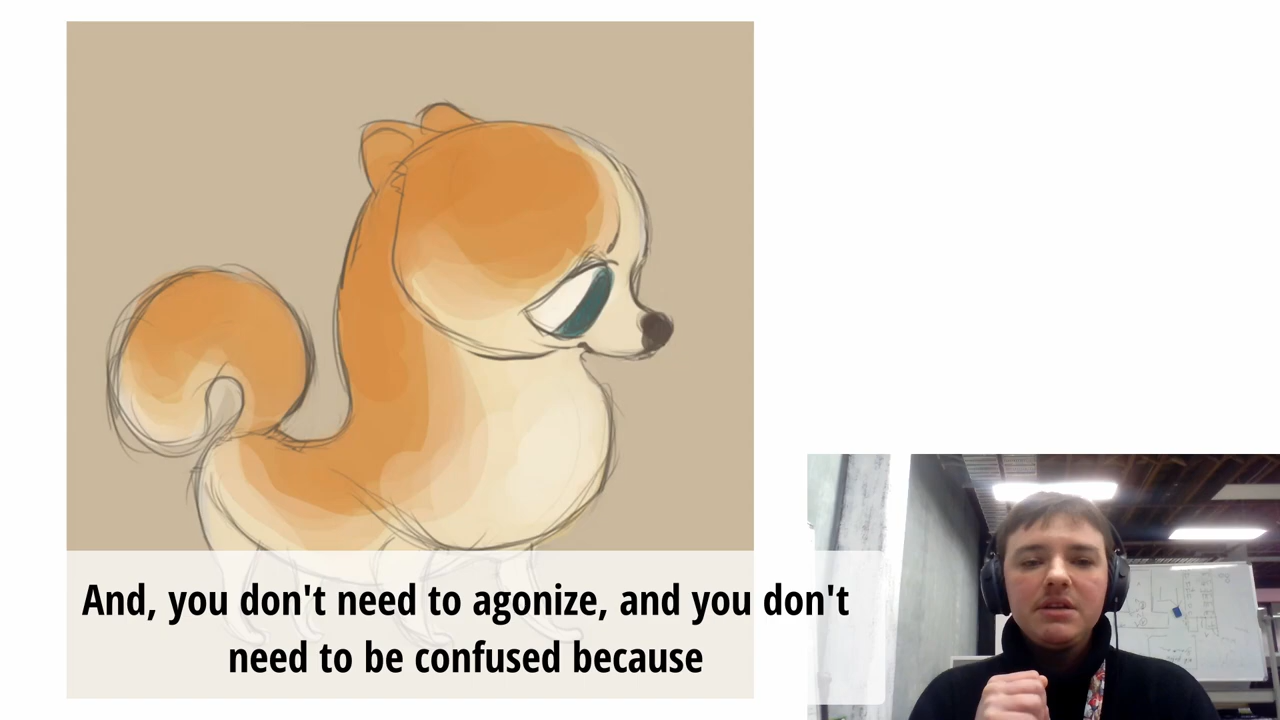 And, you don't need to agonize, and you don't
need to be confused because